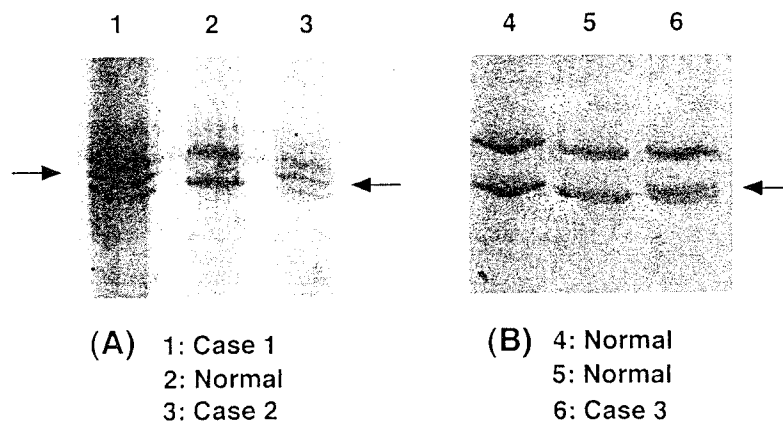 1 2 3
4 5 6
(A) 1: Case 1
2: Normal
3: Case 2
(B) 4: Normal
5: Normal
6: Case 3